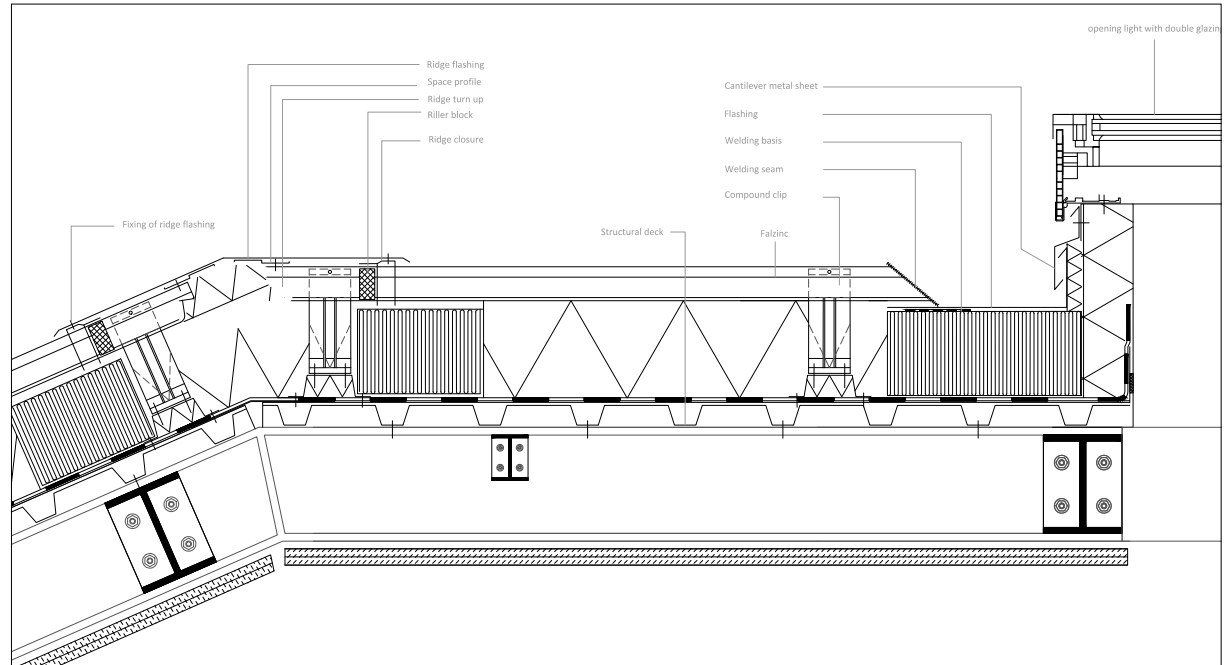 opening light with double glazing
Ridge flashing
Space profile
Ridge turn up
Riller block
Ridge closure
Cantilever metal sheet
Flashing
Welding basis
Welding seam
Compound clip
Fixing of ridge flashing
Structural deck
Falzinc